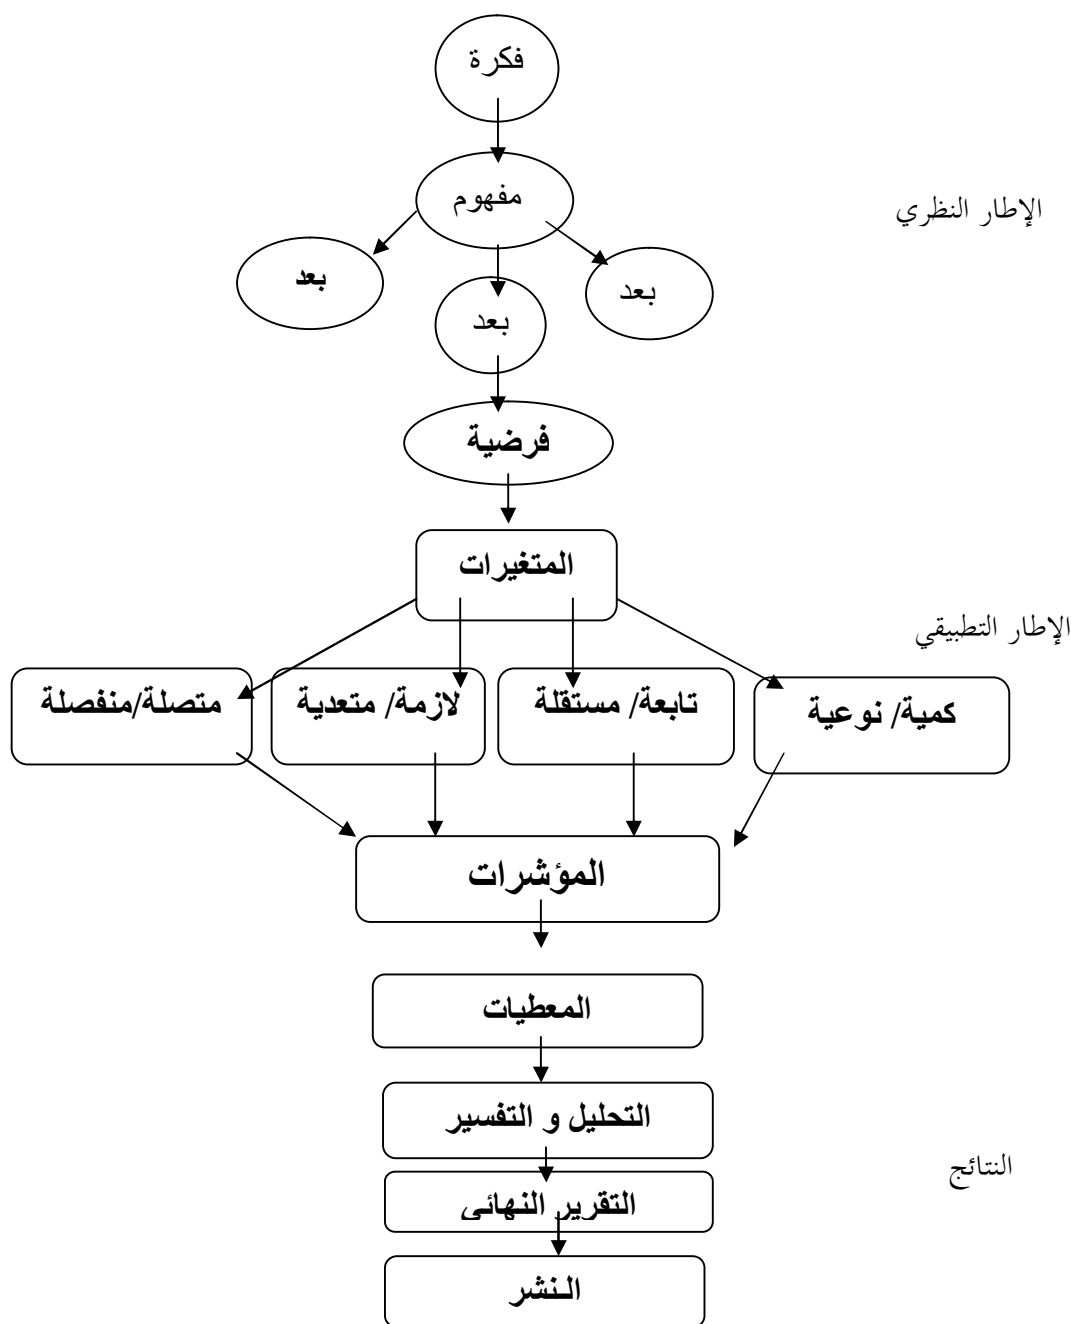 فكرة
مفهوم
الإطار النظري
بعد
بعد
بعد
فرضية
المتغيرات
الإطار التطبيقي
كمية/ نوعية
تابعة/ مستقلة
لازمة/ متعدية
متصلة/منفصلة
المؤشرات
المعطيات
التحليل و التفسير
النتائج
التقرير النهائي
النشر